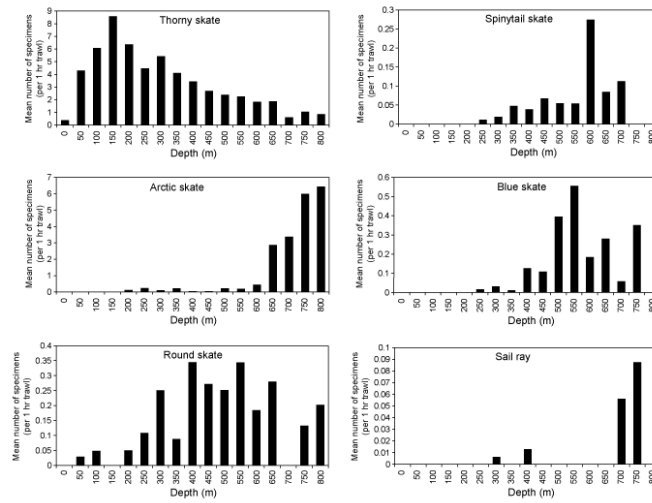 Thorny skate
Mean number of specimens
(per 1 hr trawl)
9
8
7
6
5
4
3
2
1
0
0 50 100 150 200 250 300 350 400 450 500 550 600 650 700 750 800
Depth (m)
Spinytail skate
Mean number of specimens
(per 1 hr trawl)
0.3
0.25
0.2
0.15
0.1
0.05
0
0 50 100 150 200 250 300 350 400 450 500 550 600 650 700 750 800
Depth (m)
Arctic skate
Mean number of specimens
(per 1 hr trawl)
7
6
5
4
3
2
1
0
0 50 100 150 200 250 300 350 400 450 500 550 600 650 700 750 800
Depth (m)
Blue skate
Mean number of specimens
(per 1 hr trawl)
0.6
0.5
0.4
0.3
0.2
0.1
0
0 50 100 150 200 250 300 350 400 450 500 550 600 650 700 750 800
Depth (m)
Round skate
Mean number of specimens
(per 1 hr trawl)
0.4
0.35
0.3
0.25
0.2
0.15
0.1
0.05
0
0 50 100 150 200 250 300 350 400 450 500 550 600 650 700 750 800
Depth (m)
Sail ray
Mean number of specimens
(per 1 hr trawl)
0.1
0.09
0.08
0.07
0.06
0.05
0.04
0.03
0.02
0.01
0
0 50 100 150 200 250 300 350 400 450 500 550 600 650 700 750 800
Depth (m)